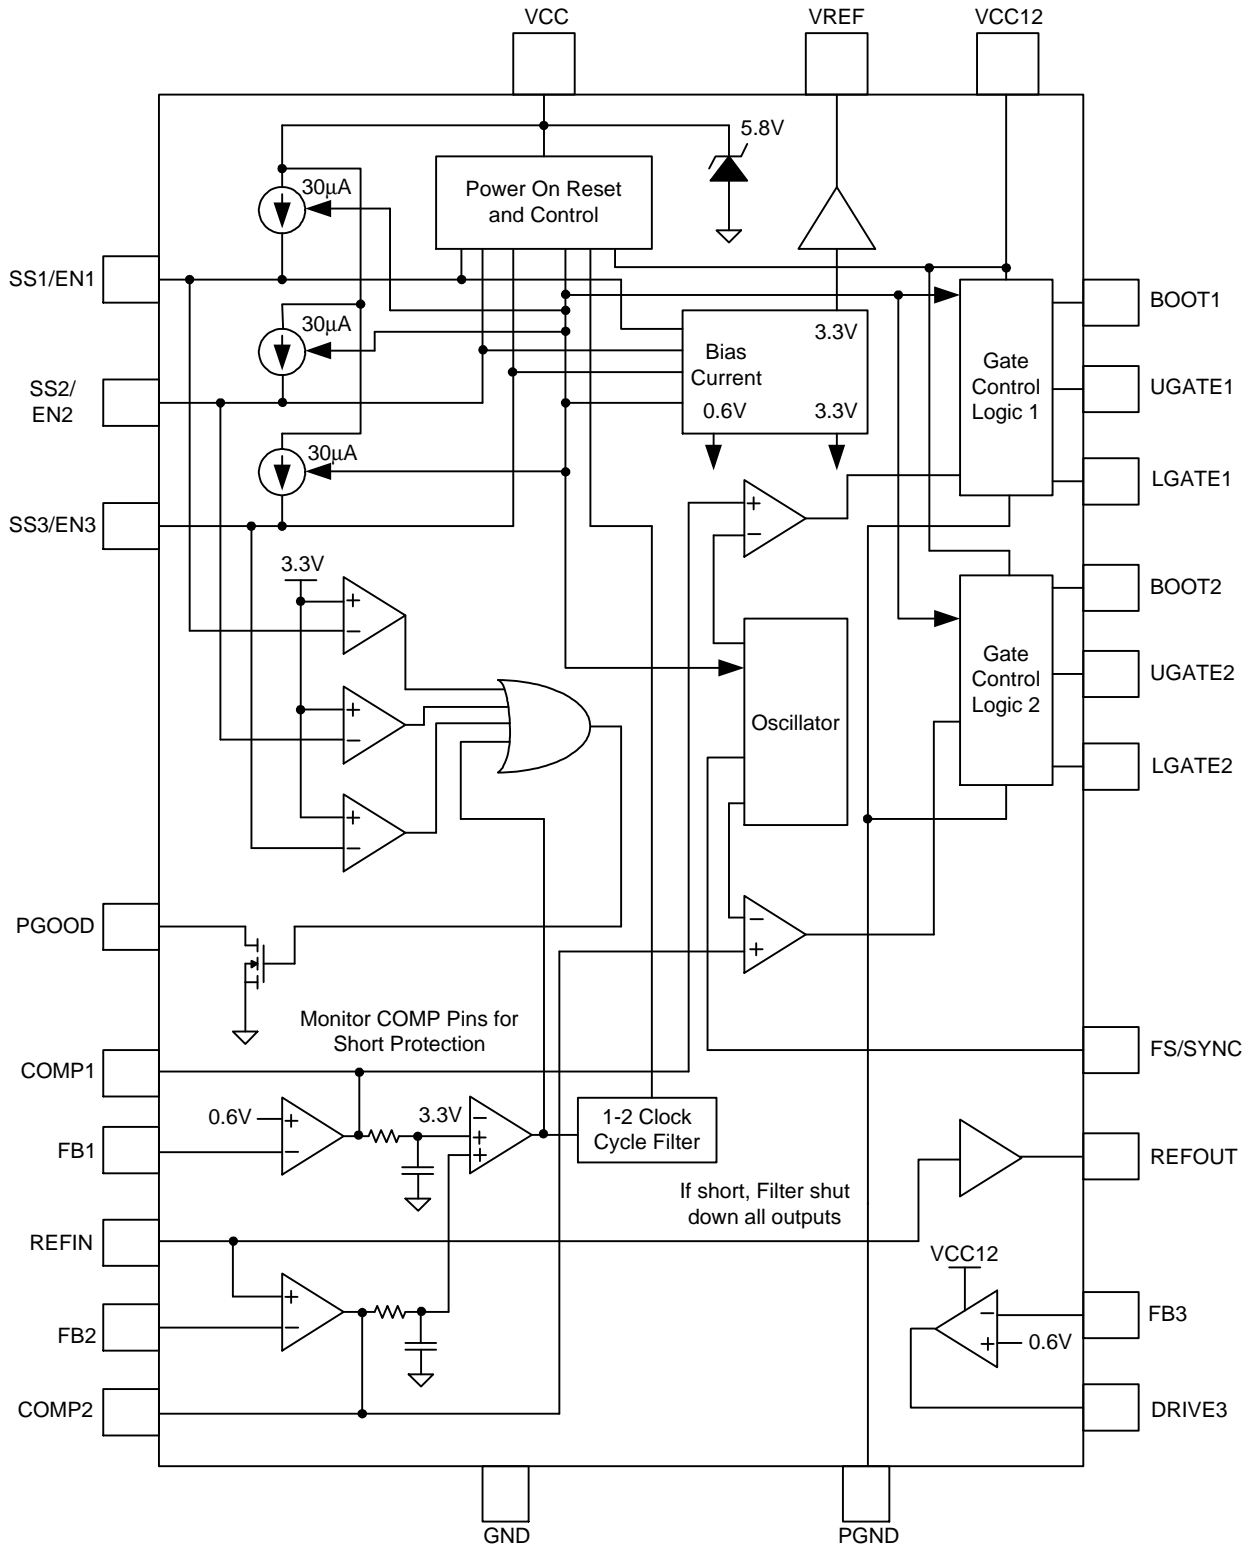 VCC
VREF
VCC12
5.8V
Power On Reset
and Control
30µA
SS1/EN1
BOOT1
30µA
3.3V
Bias
Current
0.6V
3.3V
Gate
Control
Logic 1
SS2/
EN2
UGATE1
30µA
LGATE1
SS3/EN3
+
−
3.3V
+
−
BOOT2
Gate
Control
Logic 2
UGATE2
+
−
Oscillator
LGATE2
+
−
PGOOD
−
+
Monitor COMP Pins for
Short Protection
FS/SYNC
COMP1
0.6V
+
−
3.3V
−
+
+
1-2 Clock
Cycle Filter
FB1
REFOUT
If short, Filter shut
down all outputs
REFIN
VCC12
+
−
FB2
−
+
0.6V
FB3
COMP2
DRIVE3
GND
PGND